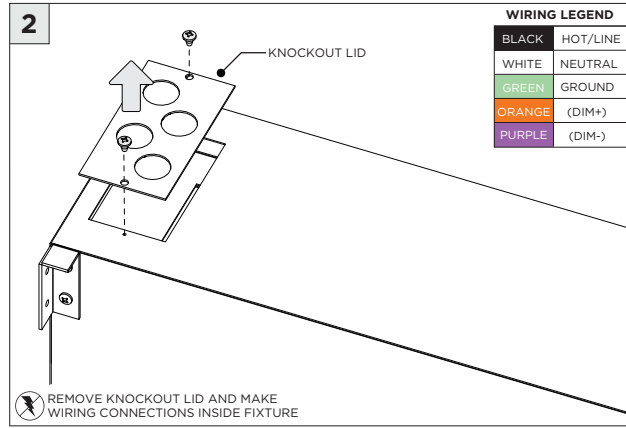 2
KNOCKOUT LID
WIRING LEGEND
BLACK HOT/LINE
WHITE NEUTRAL
GREEN GROUND
ORANGE (DIM+)
PURPLE (DIM-)
REMOVE KNOCKOUT LID AND MAKE
WIRING CONNECTIONS INSIDE FIXTURE